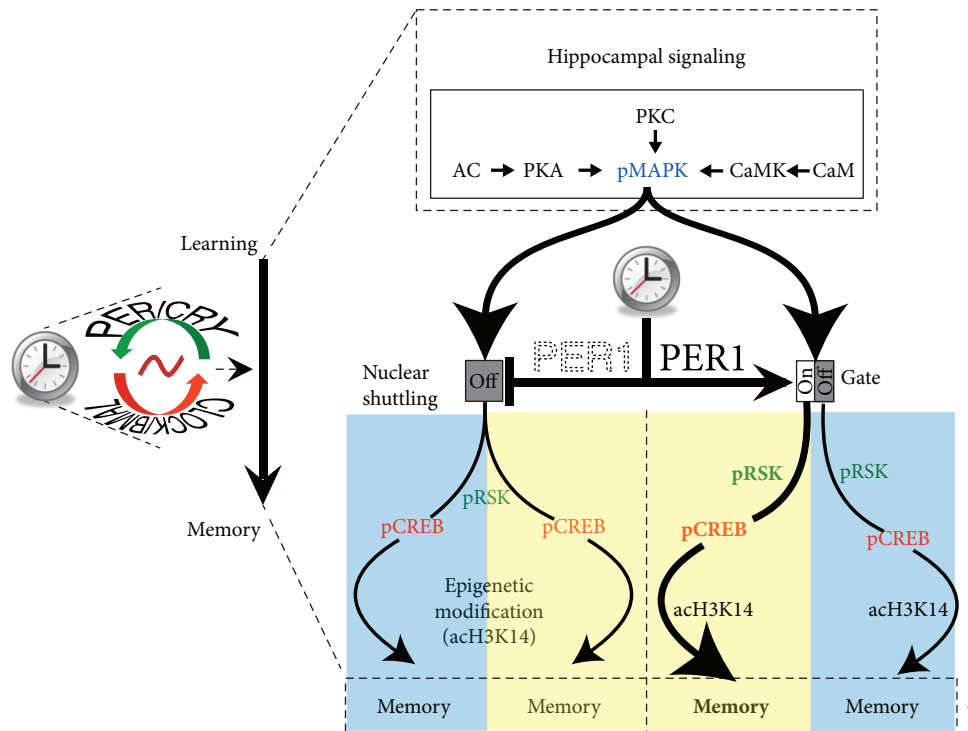 Hippocampal signaling
PKC
AC PKA pMAPK CaMK CaM
Learning
PER/CRY
CLOCK/BMAL
Memory
PER1 PER1
Nuclear
shuttling
Off
On
Off
Gate
pRSK
pCREB pCREB
Epigenetic
modification
(acH3K14)
pRSK
pCREB
acH3K14
pRSK
pCREB
acH3K14
Memory Memory Memory Memory